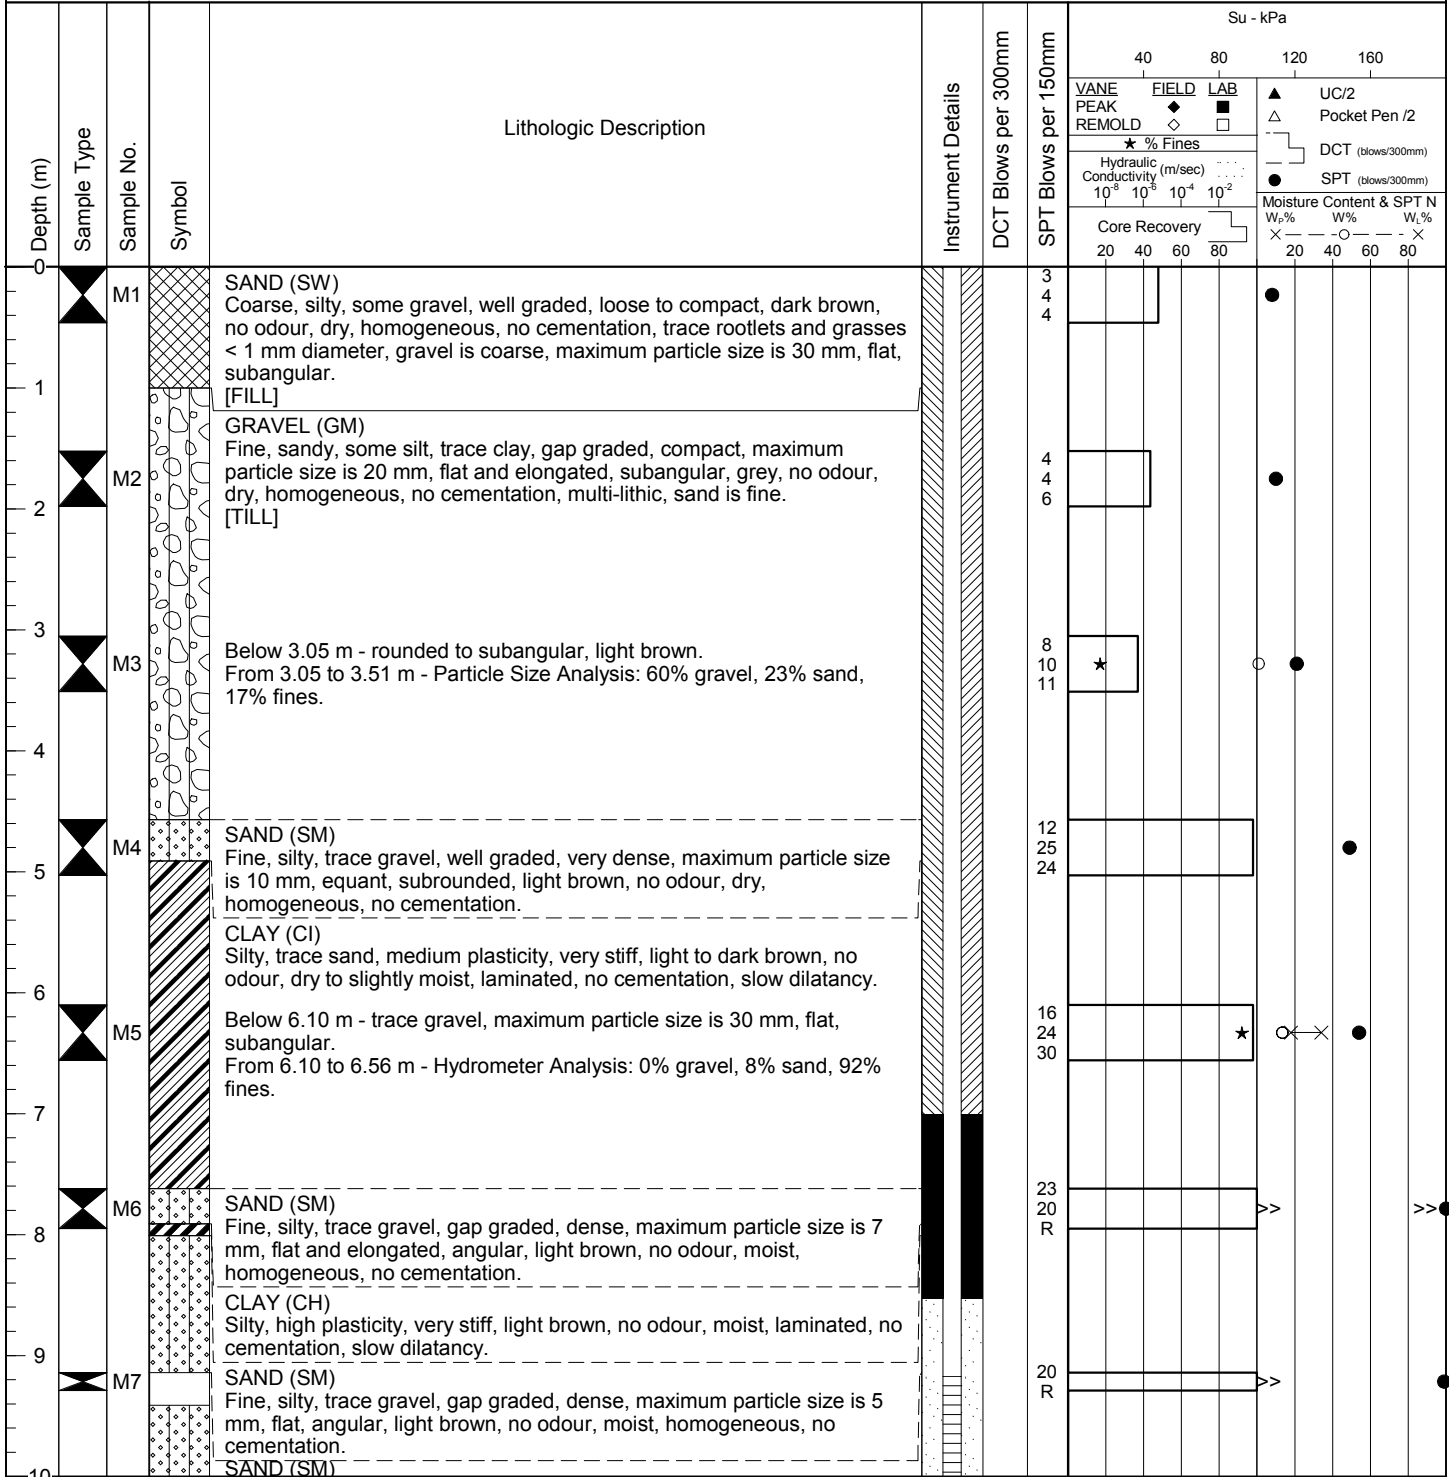 Depth (m)
Sample Type
Sample No.
Symbol
Lithologic Description
Instrument Details
DCT Blows per 300mm
SPT Blows per 150mm
Su - kPa
40 80 120 160
VANE FIELD LAB
PEAK ◆ ■
REMOLD ◇ □
★ % Fines
Hydraulic Conductivity (m/sec)
10⁻⁸ 10⁻⁶ 10⁻⁴ 10⁻²
Core Recovery
20 40 60 80
▲ UC/2
△ Pocket Pen /2
DCT (blows/300mm)
● SPT (blows/300mm)
Moisture Content & SPT N
Wₚ% W% W_L%
20 40 60 80
0
M1
SAND (SW)
Coarse, silty, some gravel, well graded, loose to compact, dark brown,
no odour, dry, homogeneous, no cementation, trace rootlets and grasses
< 1 mm diameter, gravel is coarse, maximum particle size is 30 mm, flat,
subangular.
[FILL]
3
4
4
1
GRAVEL (GM)
Fine, sandy, some silt, trace clay, gap graded, compact, maximum
particle size is 20 mm, flat and elongated, subangular, grey, no odour,
dry, homogeneous, no cementation, multi-lithic, sand is fine.
[TILL]
M2
4
4
6
2
3
M3
Below 3.05 m - rounded to subangular, light brown.
From 3.05 to 3.51 m - Particle Size Analysis: 60% gravel, 23% sand,
17% fines.
8
10
11
4
M4
SAND (SM)
Fine, silty, trace gravel, well graded, very dense, maximum particle size
is 10 mm, equant, subrounded, light brown, no odour, dry,
homogeneous, no cementation.
12
25
24
5
CLAY (CI)
Silty, trace sand, medium plasticity, very stiff, light to dark brown, no
odour, dry to slightly moist, laminated, no cementation, slow dilatancy.
6
M5
Below 6.10 m - trace gravel, maximum particle size is 30 mm, flat,
subangular.
From 6.10 to 6.56 m - Hydrometer Analysis: 0% gravel, 8% sand, 92%
fines.
16
24
30
7
M6
SAND (SM)
Fine, silty, trace gravel, gap graded, dense, maximum particle size is 7
mm, flat and elongated, angular, light brown, no odour, moist,
homogeneous, no cementation.
23
20
R
>> >>
8
CLAY (CH)
Silty, high plasticity, very stiff, light brown, no odour, moist, laminated, no
cementation, slow dilatancy.
9
M7
SAND (SM)
Fine, silty, trace gravel, gap graded, dense, maximum particle size is 5
mm, flat, angular, light brown, no odour, moist, homogeneous, no
cementation.
20
R
>>
SAND (SM)
10